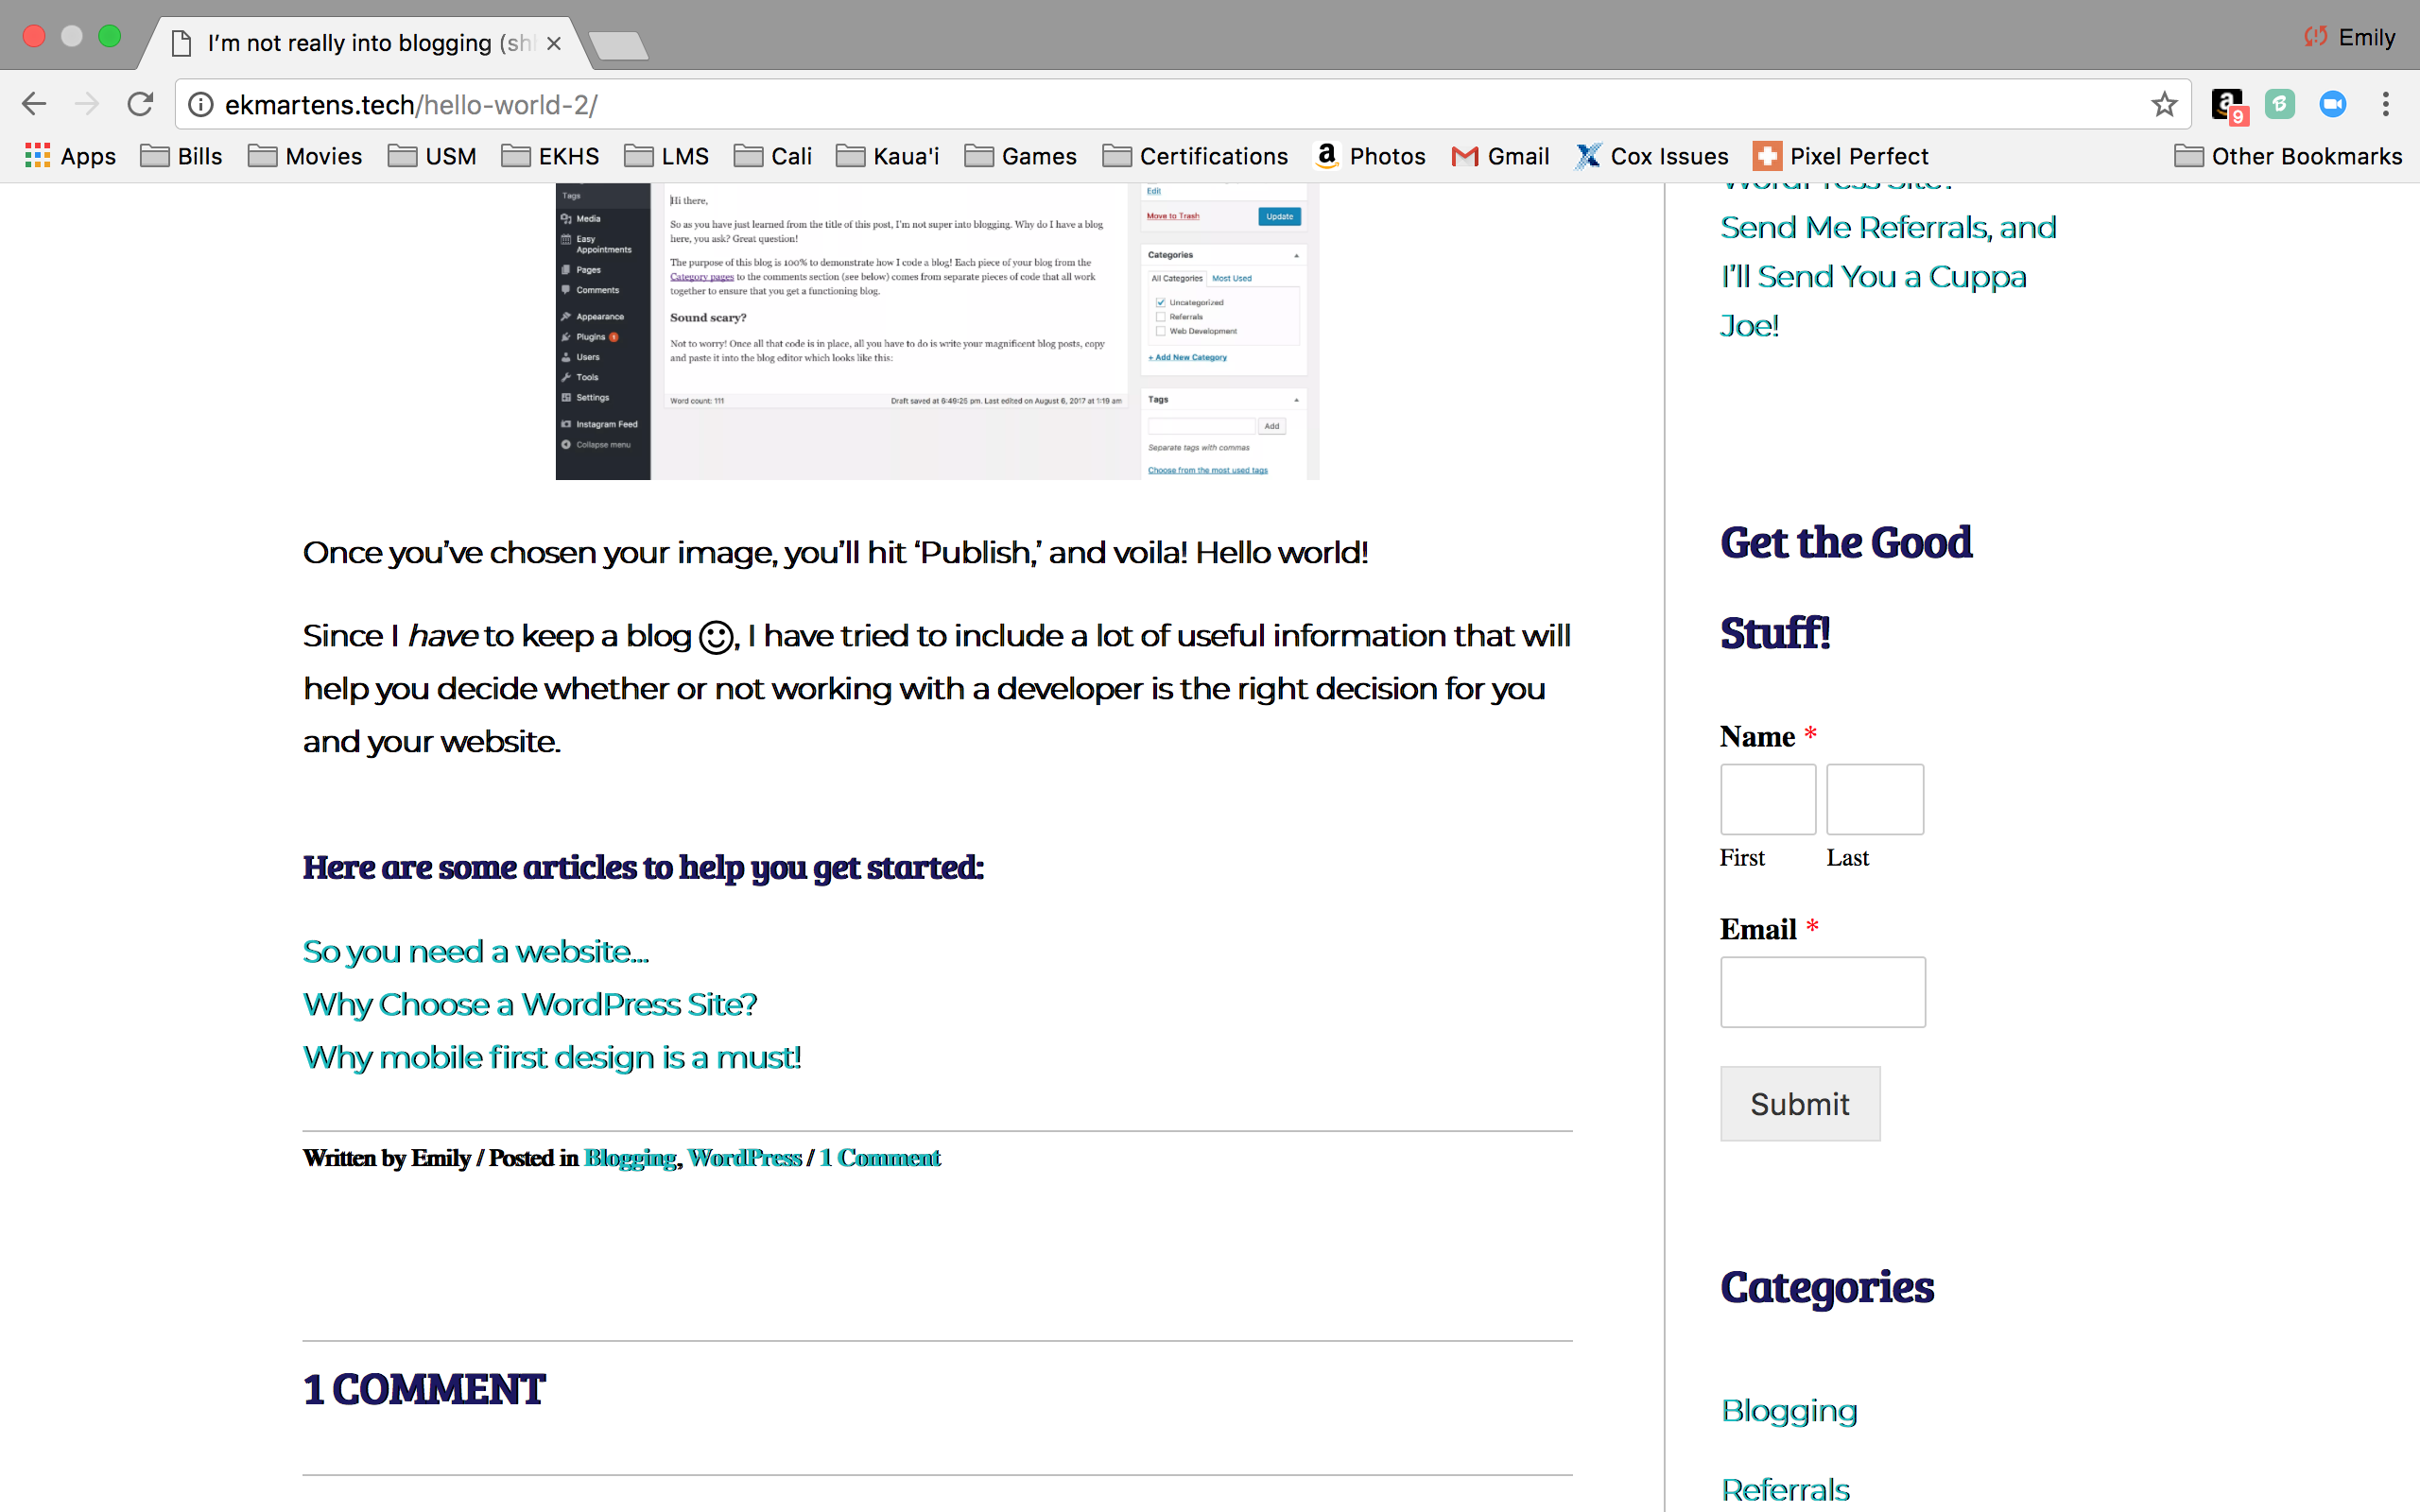 I'm not really into blogging (sh
Emily
ekmartens.tech/hello-world-2/
9
Apps Bills Movies USM EKHS LMS Cali Kaua'i Games Certifications Photos Gmail Cox Issues Pixel Perfect Other Bookmarks
Tags
Media
Easy
Appointments
Pages
Comments
Appearance
Plugins 1
Users
Tools
Settings
Instagram Feed
Collapse menu
Hi there,
So as you have just learned from the title of this post, I'm not super into blogging. Why do I have a blog
here, you ask? Great question!
The purpose of this blog is 100% to demonstrate how I code a blog! Each piece of your blog from the
Category pages to the comments section (see below) comes from separate pieces of code that all work
together to ensure that you get a functioning blog.
Sound scary?
Not to worry! Once all that code is in place, all you have to do is write your magnificent blog posts, copy
and paste it into the blog editor which looks like this:
Word count: 111
Draft saved at 6:49:25 pm. Last edited on August 6, 2017 at 1:19 am
Edit
Move to Trash
Update
Categories
All Categories Most Used
Uncategorized
Referrals
Web Development
+ Add New Category
Tags
Add
Separate tags with commas
Choose from the most used tags
Once you've chosen your image, you'll hit ‘Publish,’ and voila! Hello world!
Since I have to keep a blog ☺, I have tried to include a lot of useful information that will
help you decide whether or not working with a developer is the right decision for you
and your website.
Here are some articles to help you get started:
So you need a website...
Why Choose a WordPress Site?
Why mobile first design is a must!
Written by Emily / Posted in Blogging, WordPress / 1 Comment
1 COMMENT
WordPress Site?
Send Me Referrals, and
I'll Send You a Cuppa
Joe!
Get the Good
Stuff!
Name *
First Last
Email *
Submit
Categories
Blogging
Referrals